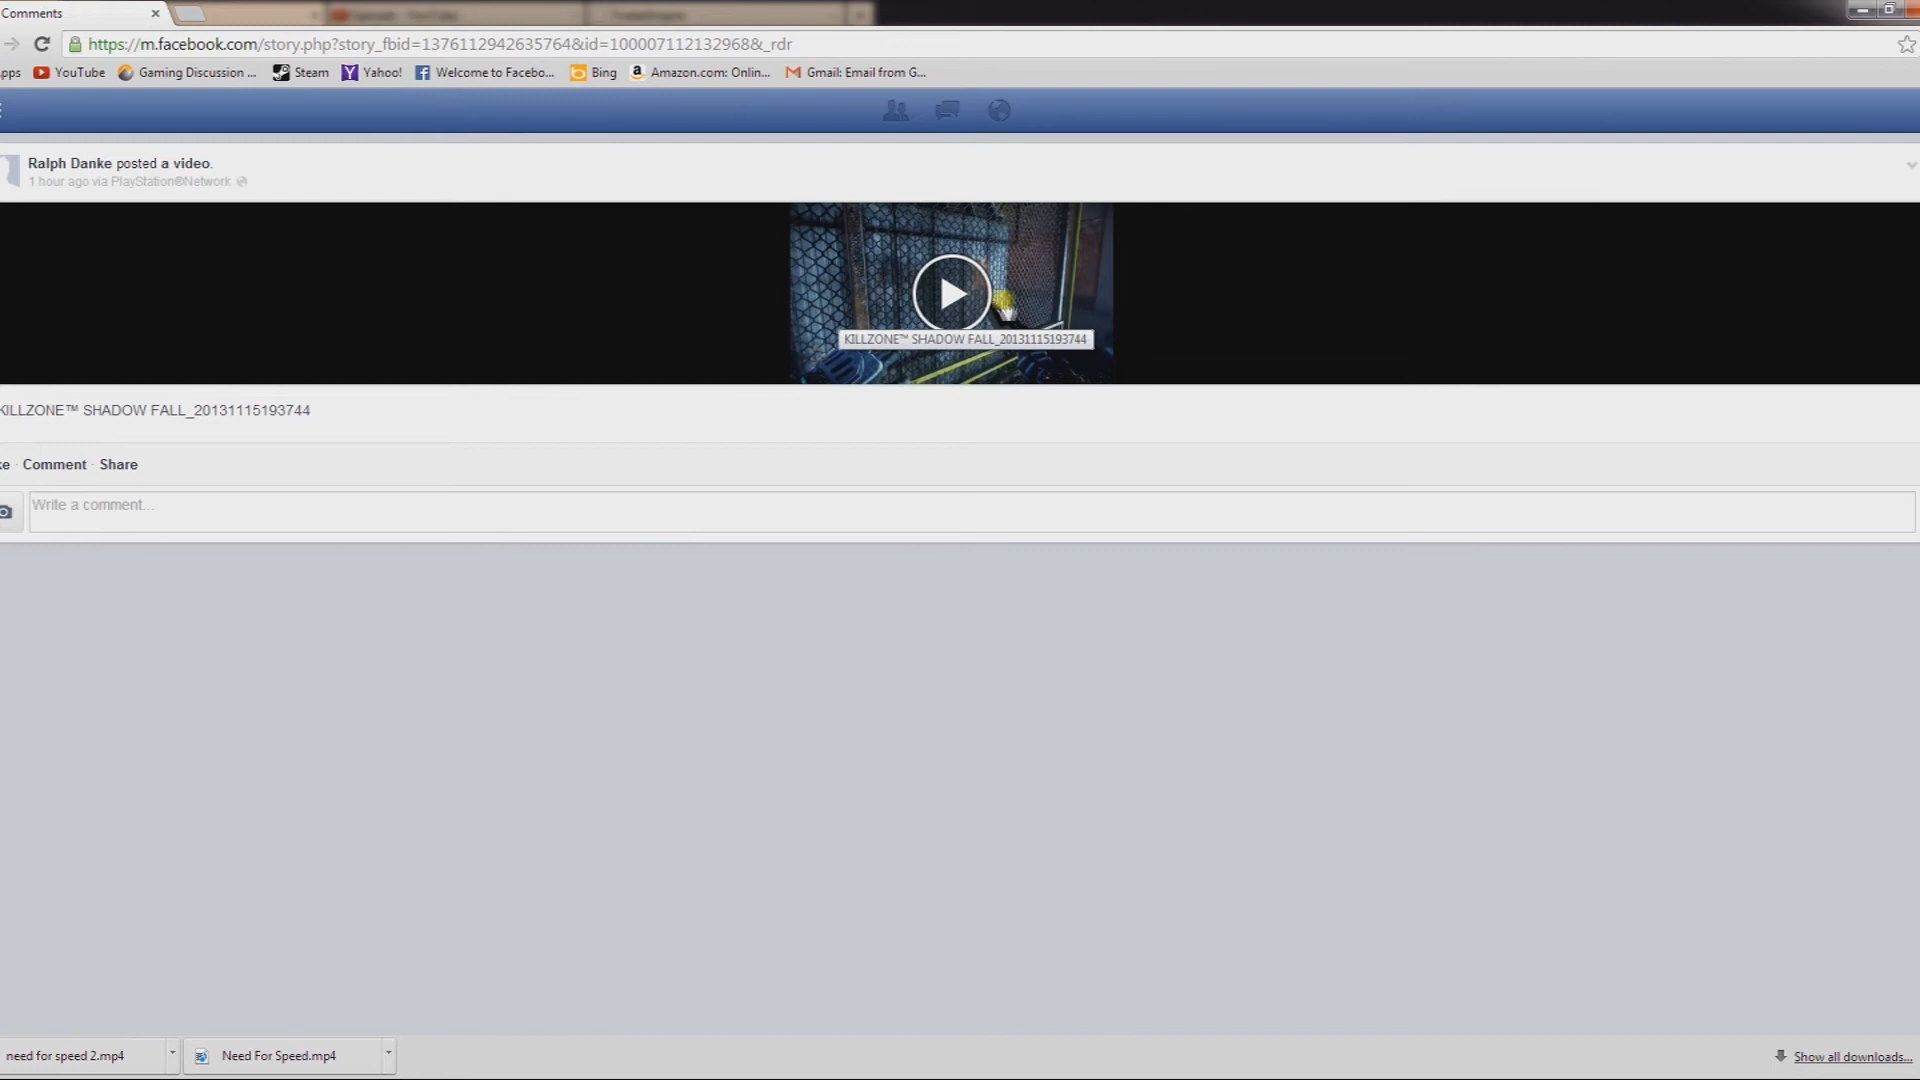 Comments
https://m.facebook.com/story.php?story_fbid=1376112942635764&id=100007112132968&_rdr
pps YouTube Gaming Discussion ... Steam Yahoo! Welcome to Facebo... Bing Amazon.com: Onlin... Gmail: Email from G...
Ralph Danke posted a video.
1 hour ago via PlayStation®Network
KILLZONE™ SHADOW FALL_20131115193744
KILLZONE™ SHADOW FALL_20131115193744
ke · Comment · Share
Write a comment...
need for speed 2.mp4 Need For Speed.mp4 Show all downloads...